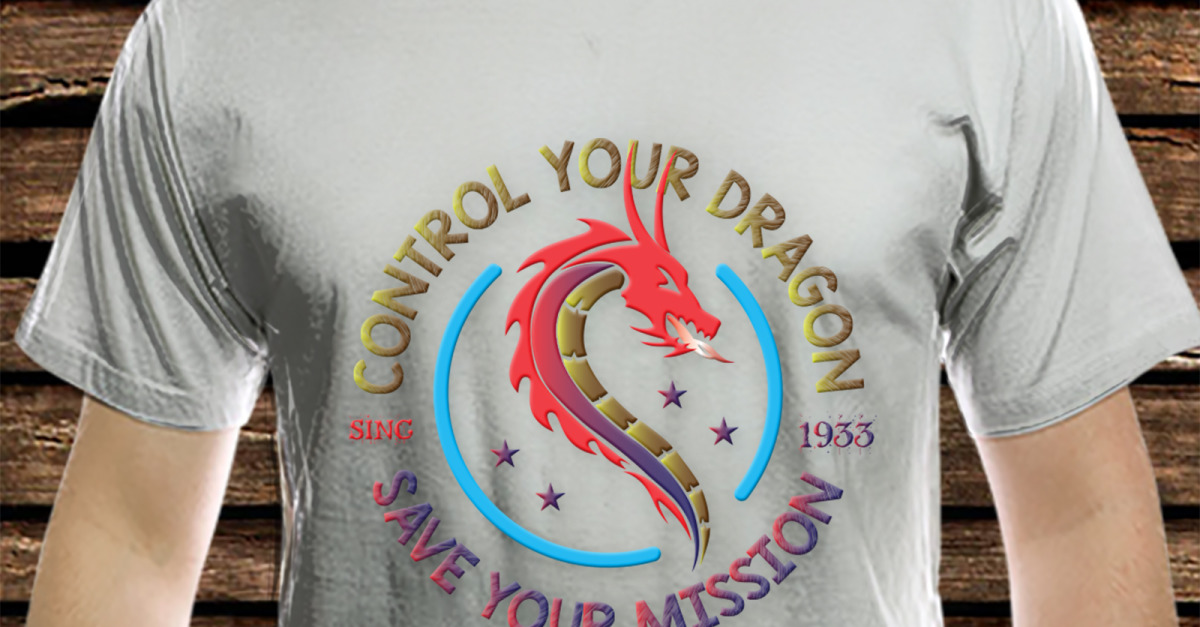 CONTROL YOUR DRAGON
SINC 1933
SAVE YOUR MISSION